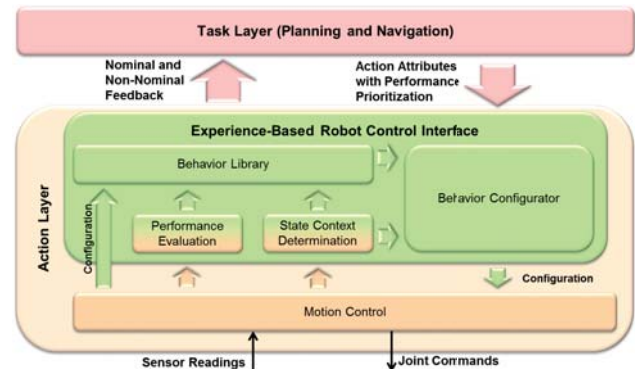 Task Layer (Planning and Navigation)
Nominal and
Non-Nominal
Feedback
Action Attributes
with Performance
Prioritization
Action Layer
Experience-Based Robot Control Interface
Behavior Library
Behavior Configurator
Performance
Evaluation
State Context
Determination
Configuration
Configuration
Motion Control
Sensor Readings
Joint Commands